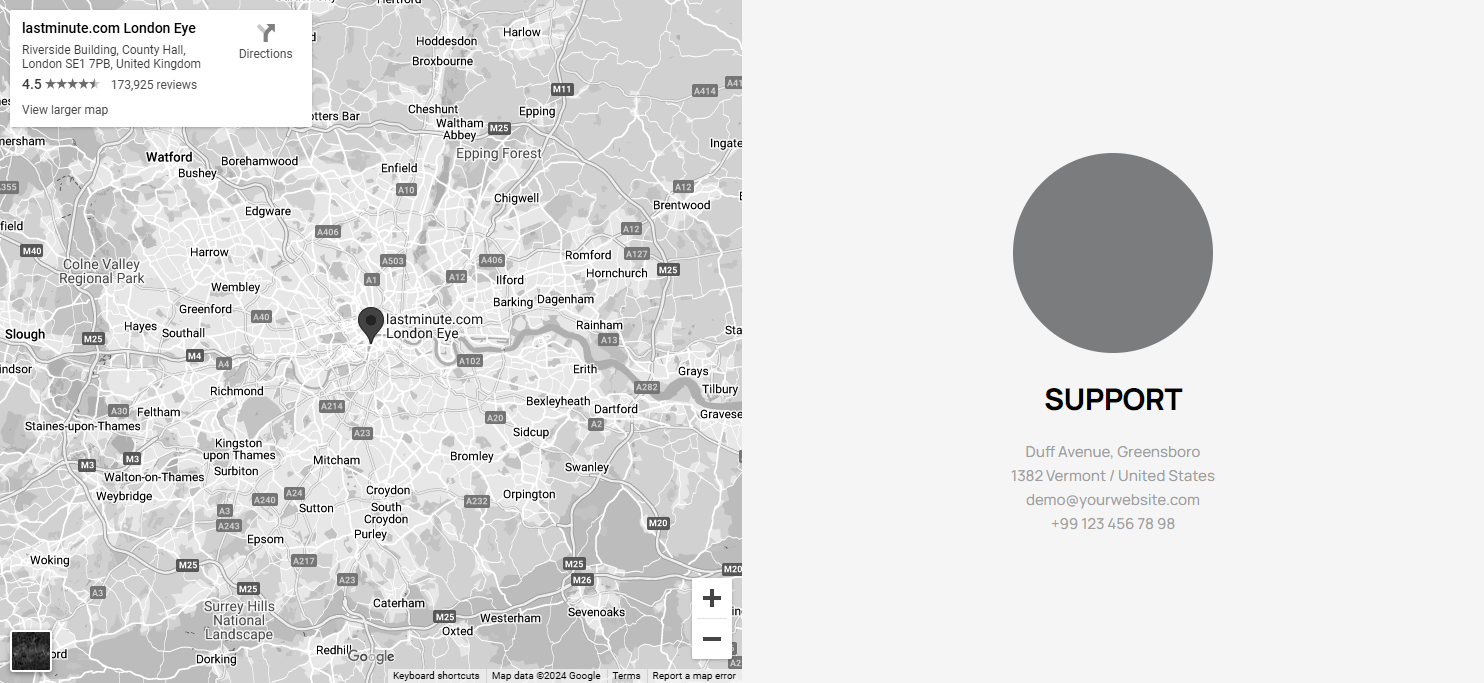 lastminute.com London Eye
Riverside Building, County Hall,
London SE1 7PB, United Kingdom
4.5
173,925 reviews
View larger map
Directions
Hertford
Harlow
Hoddesdon
Broxbourne
M11
A414
Cheshunt
Epping
Potters Bar
Waltham
Abbey
M25
Epping Forest
Watford
Borehamwood
Bushey
Enfield
A10
A12
Chigwell
Brentwood
Edgware
A406
A12
M40
Harrow
A503
A406
Romford
A127
Colne Valley
Regional Park
A1
A12
Ilford
Hornchurch
M25
Wembley
Barking
Dagenham
Greenford
A40
lastminute.com
London Eye
Slough
Hayes
Southall
Rainham
M25
A13
M4
A4
A102
Erith
Grays
Richmond
A282
Tilbury
A30
Feltham
A214
Bexleyheath
Dartford
Staines-upon-Thames
A20
A2
A23
Sidcup
Kingston
upon Thames
Mitcham
Bromley
Swanley
M3
M3
Surbiton
Walton-on-Thames
Weybridge
A240
A24
Croydon
A232
Orpington
A3
Sutton
South
Croydon
A243
M20
Epsom
Purley
Woking
M25
A217
M25
M26
M20
A3
M25
A23
Surrey Hills
National
Landscape
Caterham
M25
Westerham
Sevenoaks
Oxted
Dorking
Redhill
Google
Keyboard shortcuts
Map data ©2024 Google
Terms
Report a map error
SUPPORT
Duff Avenue, Greensboro
1382 Vermont / United States
demo@yourwebsite.com
+99 123 456 78 98